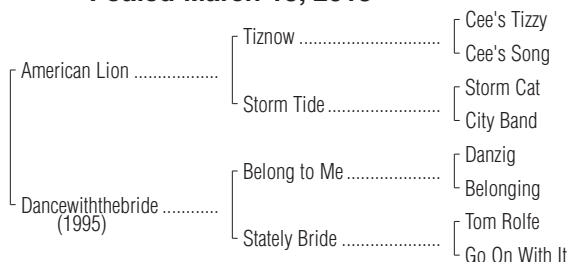 Cee's Tizzy
Tiznow ..............................
Cee's Song
American Lion ..................
Storm Cat
Storm Tide ........................
City Band
Danzig
Belong to Me ....................
Belonging
Dancewiththebride ............
(1995)
Tom Rolfe
Stately Bride .....................
Go On With It